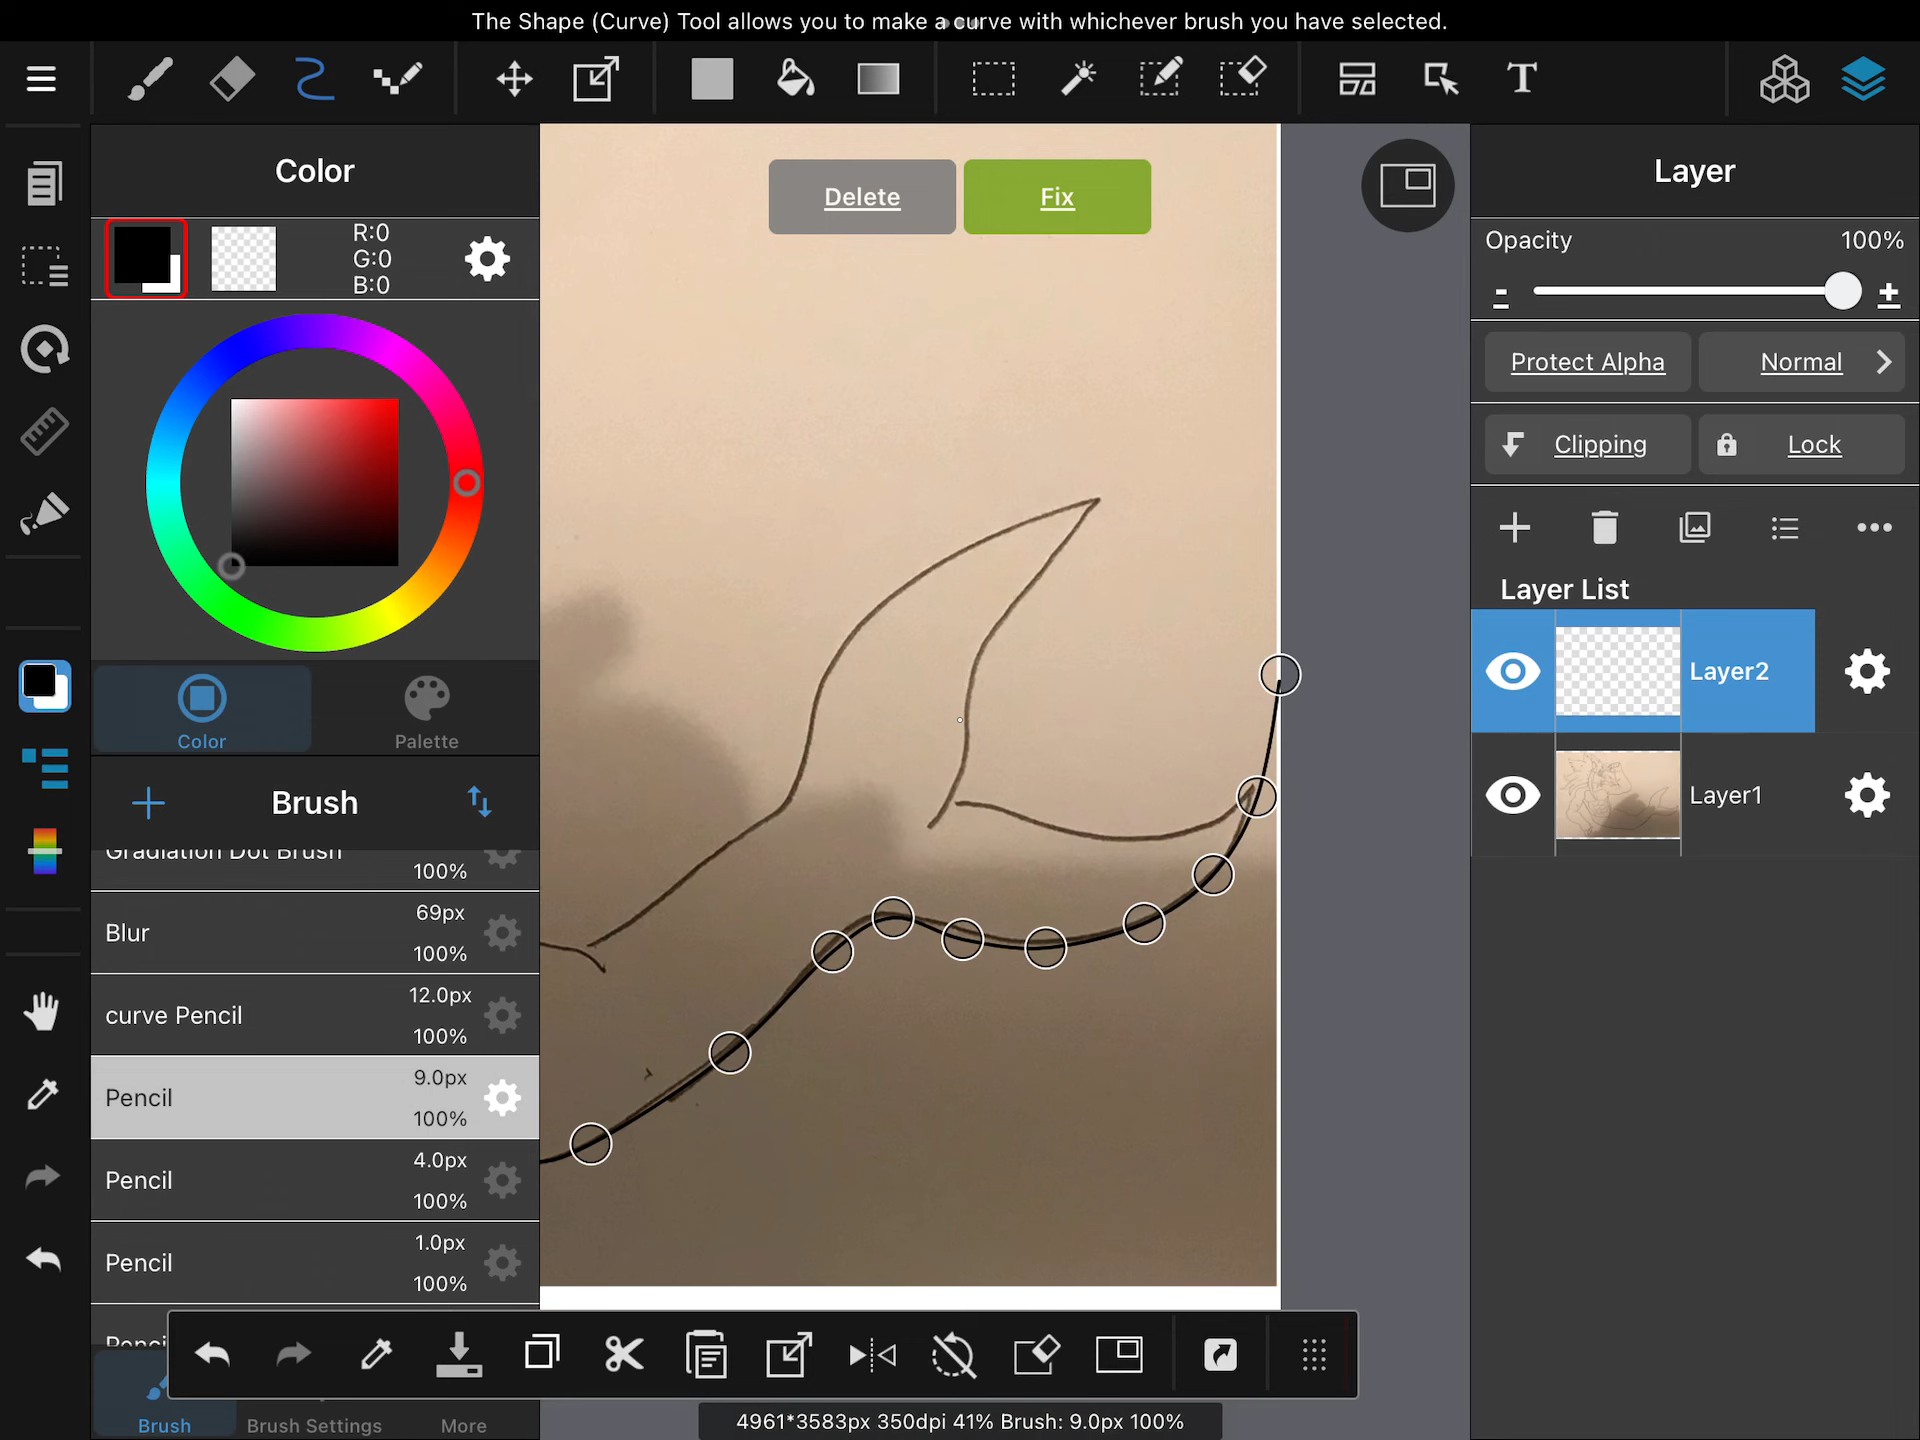 The Shape (Curve) Tool allows you to make a curve with whichever brush you have selected.
T
Color
R:0
G:0
B:0
Color
Palette
Brush
Gradiation Dot Brush
100%
Blur
69px
100%
curve Pencil
12.0px
100%
Pencil
9.0px
100%
Pencil
4.0px
100%
Pencil
1.0px
100%
Brush
Brush Settings
More
Delete
Fix
4961*3583px 350dpi 41% Brush: 9.0px 100%
Layer
Opacity
100%
-
+
Protect Alpha
Normal
Clipping
Lock
Layer List
Layer2
Layer1